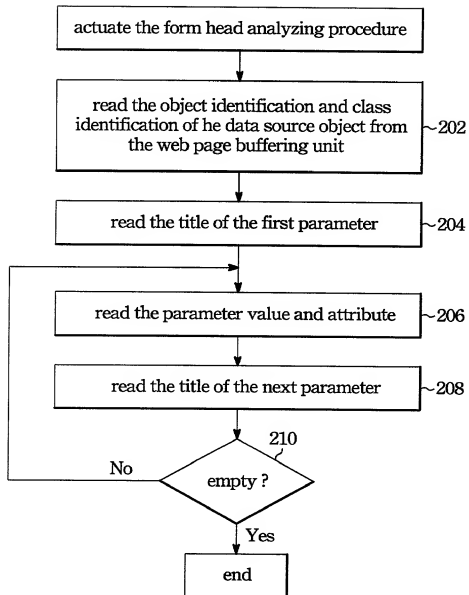 actuate the form head analyzing procedure
read the object identification and class
identification of he data source object from
the web page buffering unit
202
read the title of the first parameter
204
read the parameter value and attribute
206
read the title of the next parameter
208
210
No
empty ?
Yes
end